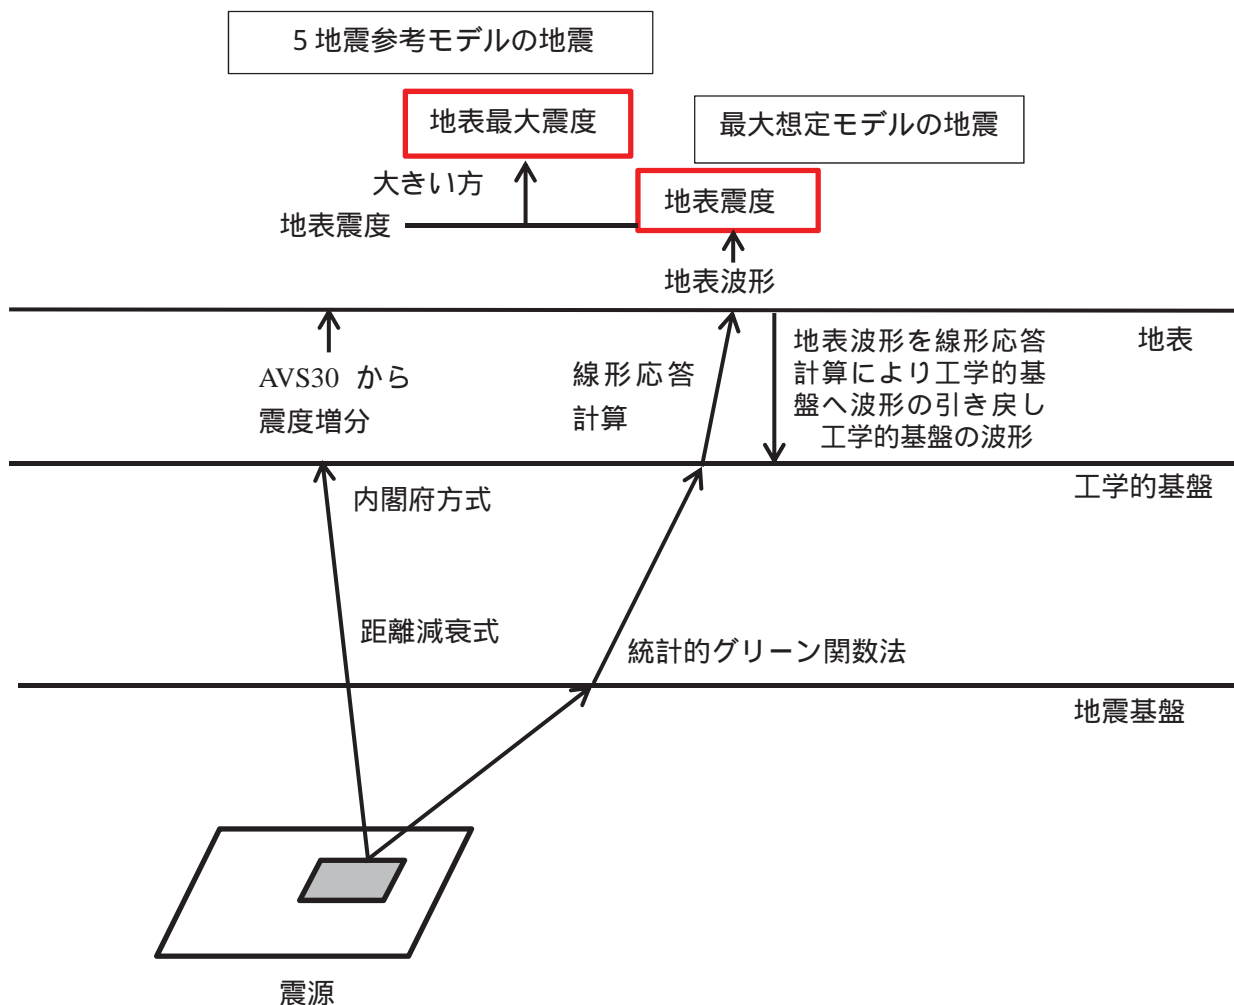 5 地震参考モデルの地震
地表最大震度
最大想定モデルの地震
大きい方
地表震度
地表震度
地表波形
地表
AVS30 から
震度増分
線形応答
計算
地表波形を線形応答
計算により工学的基
盤へ波形の引き戻し
工学的基盤の波形
内閣府方式
工学的基盤
距離減衰式
統計的グリーン関数法
地震基盤
震源